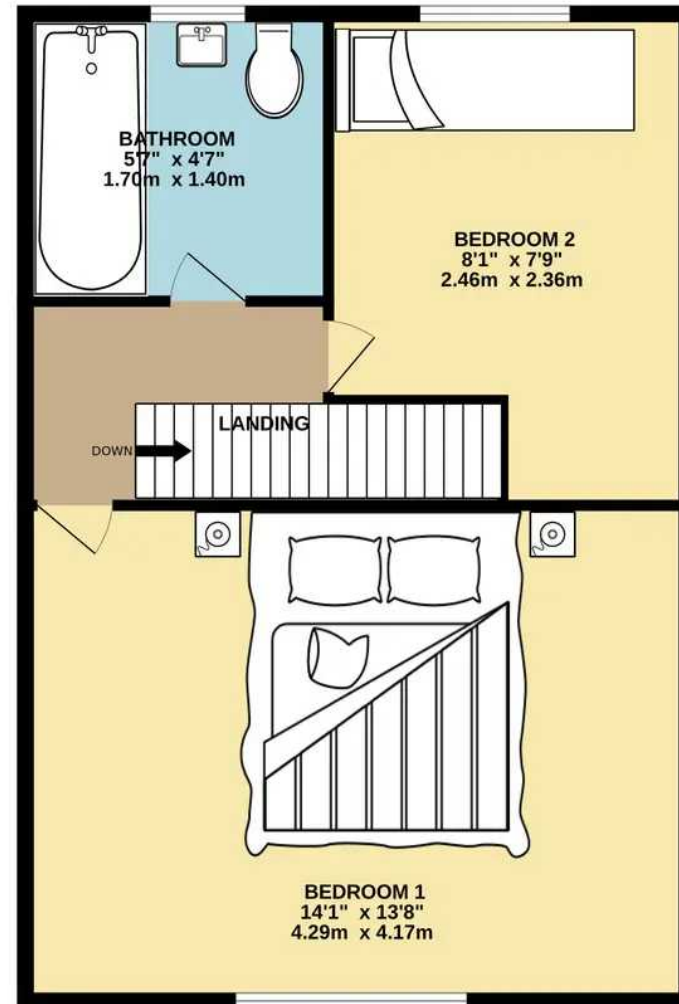 BATHROOM
5'7" x 4'7"
1.70m x 1.40m
BEDROOM 2
8'1" x 7'9"
2.46m x 2.36m
LANDING
DOWN
BEDROOM 1
14'1" x 13'8"
4.29m x 4.17m